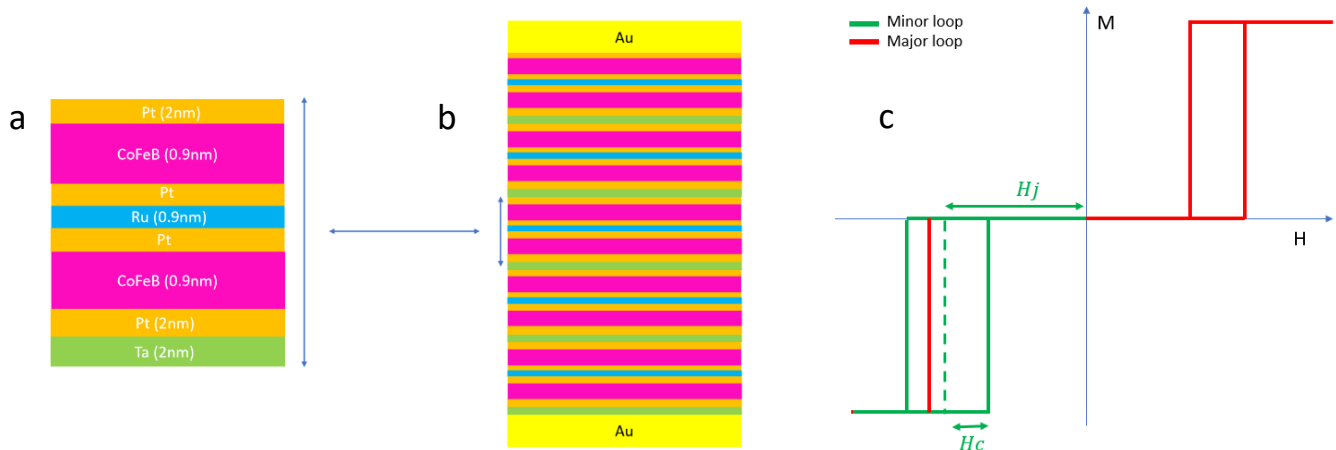 a
Pt (2nm)
CoFeB (0.9nm)
Pt
Ru (0.9nm)
Pt
CoFeB (0.9nm)
Pt (2nm)
Ta (2nm)
b
Au
Au
c
Minor loop
Major loop
M
Hj
H
Hc